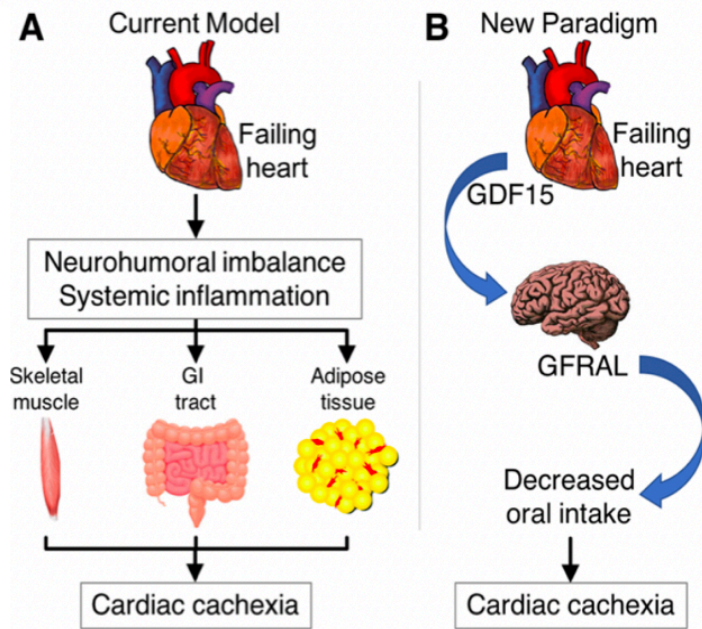 A
Current Model
Failing
heart
Neurohumoral imbalance
Systemic inflammation
Skeletal
muscle
GI
tract
Adipose
tissue
Cardiac cachexia
B
New Paradigm
Failing
heart
GDF15
GFRAL
Decreased
oral intake
Cardiac cachexia